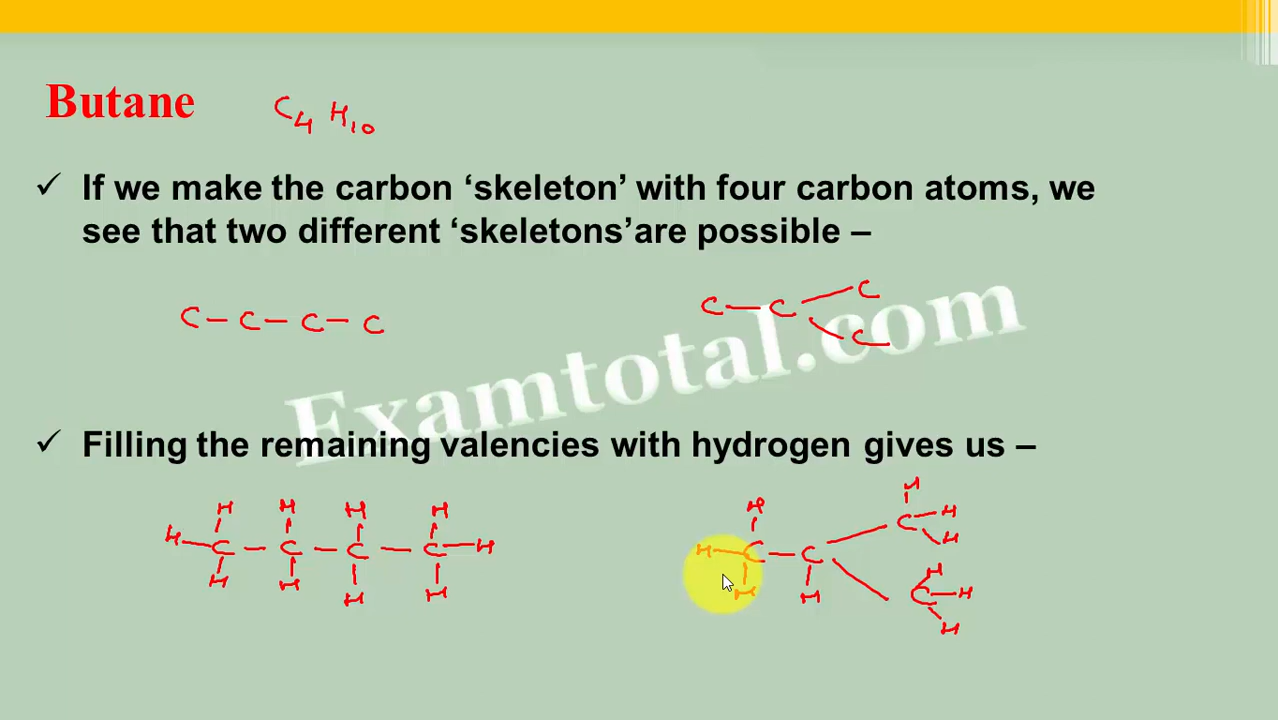 Butane C4 H10
✓ If we make the carbon ‘skeleton’ with four carbon atoms, we
see that two different ‘skeletons’are possible –
C – C – C – C
C – C
C
C
Examtotal.com
✓ Filling the remaining valencies with hydrogen gives us –
H H H H
H – C – C – C – C – H
H H H H
H
H – C – C
H H
H
C – H
H
H
C – H
H